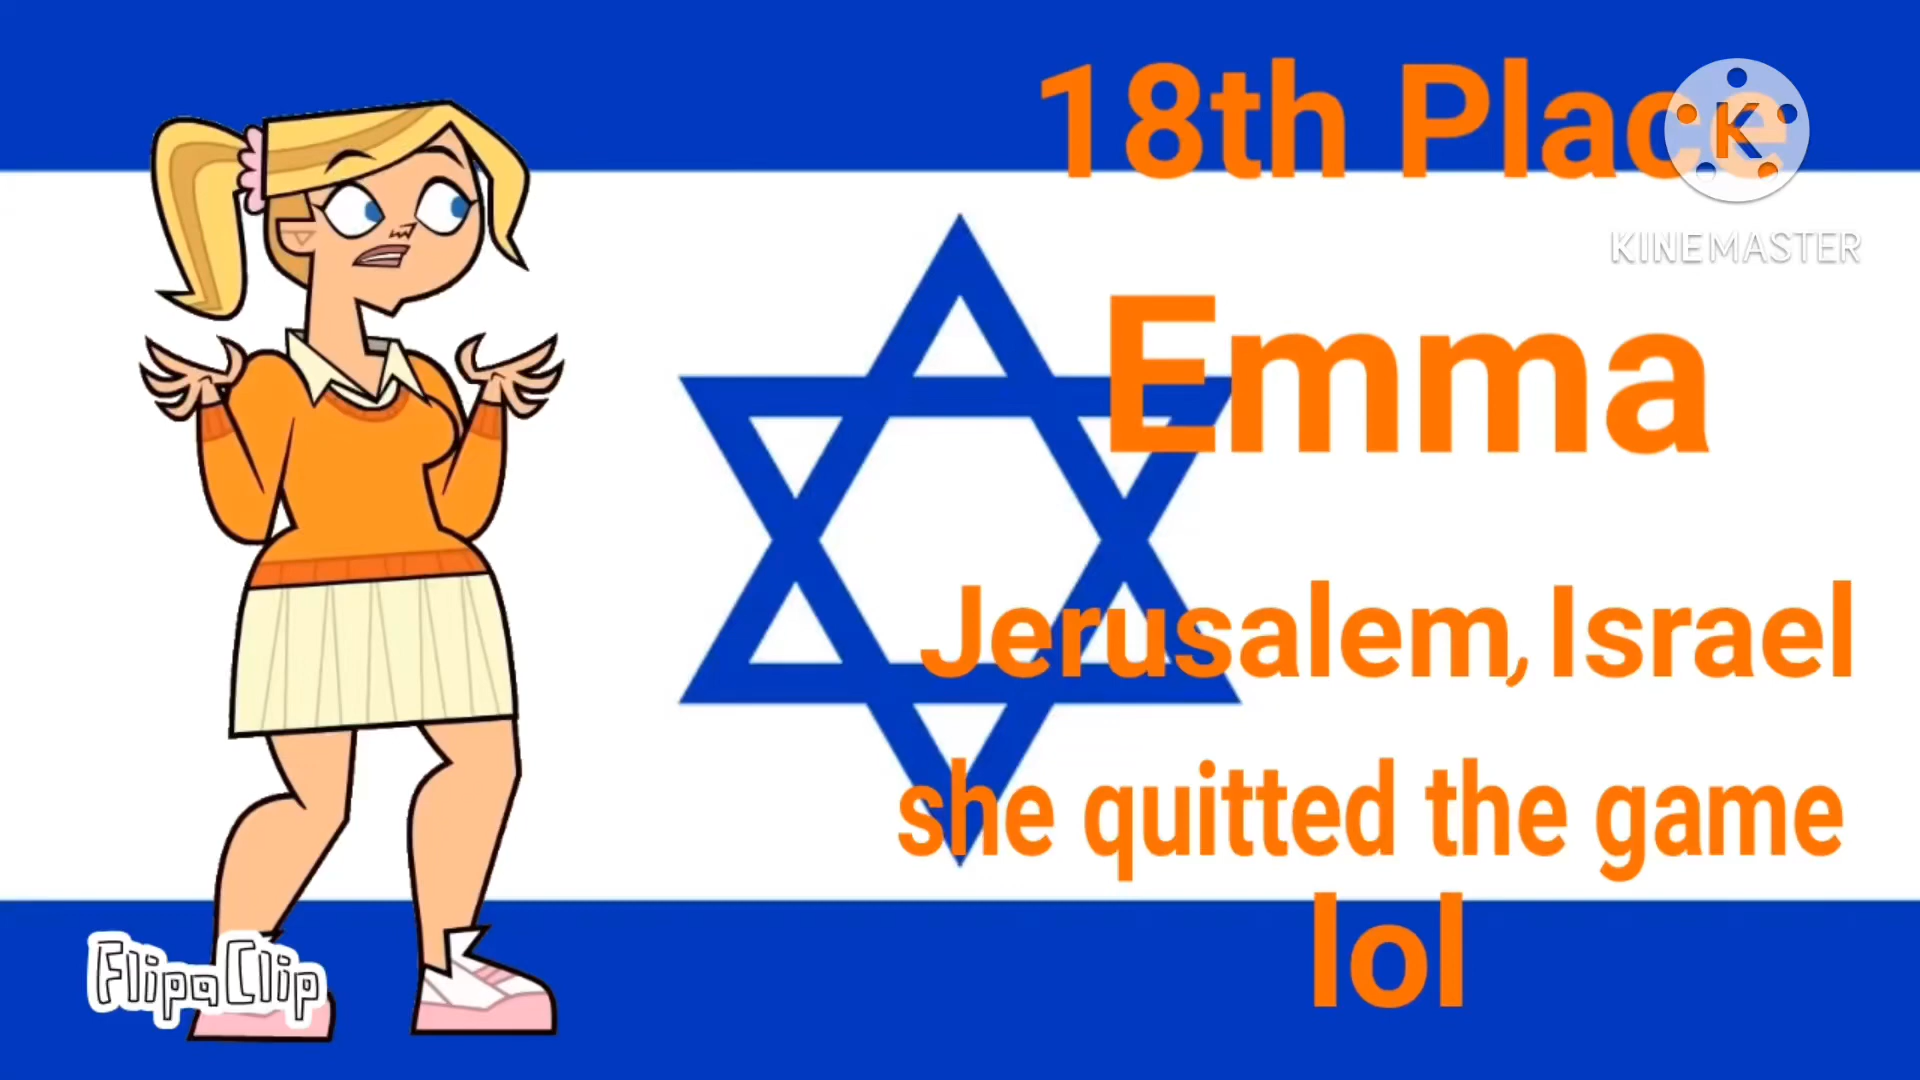 18th Place
K
KINEMASTER
Emma
Jerusalem, Israel
she quitted the game
lol
FlipaClip